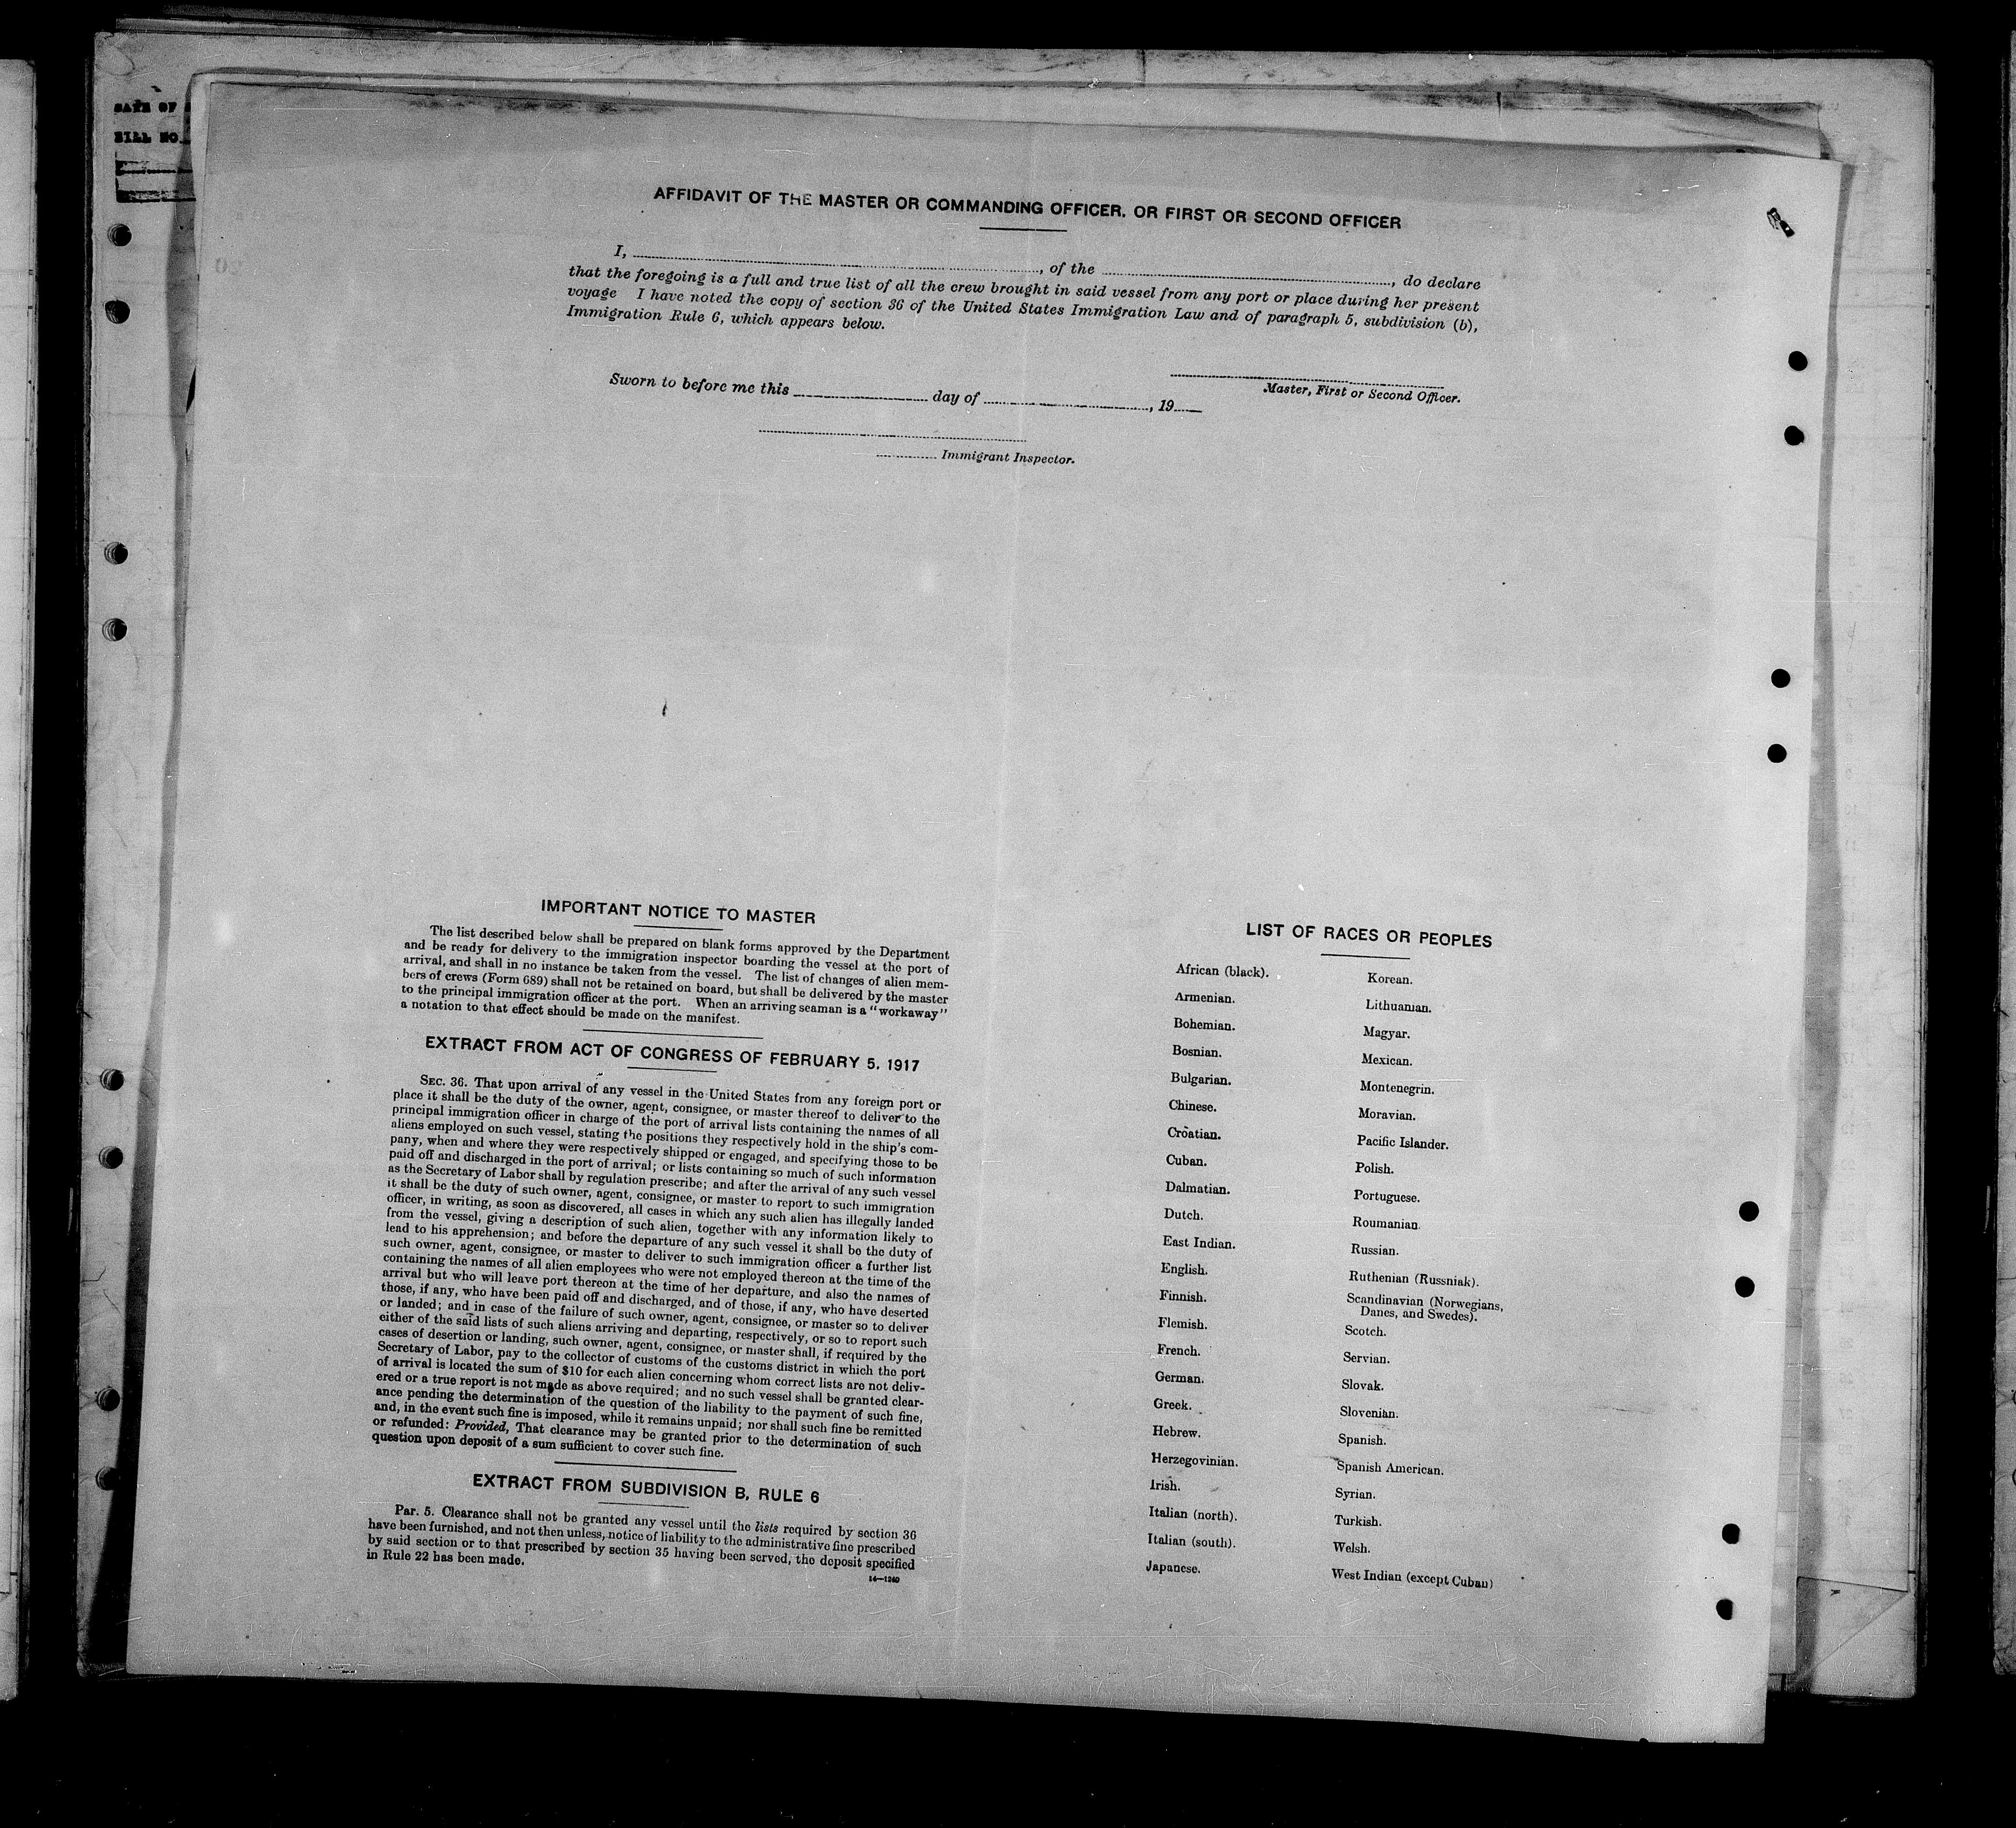 DATE OF
BILL NO.
AFFIDAVIT OF THE MASTER OR COMMANDING OFFICER, OR FIRST OR SECOND OFFICER
I, , of the , do declare
that the foregoing is a full and true list of all the crew brought in said vessel from any port or place during her present
voyage I have noted the copy of section 36 of the United States Immigration Law and of paragraph 5, subdivision (b),
Immigration Rule 6, which appears below.
Master, First or Second Officer.
Sworn to before me this day of , 19
Immigrant Inspector.
IMPORTANT NOTICE TO MASTER
The list described below shall be prepared on blank forms approved by the Department
and be ready for delivery to the immigration inspector boarding the vessel at the port of
arrival, and shall in no instance be taken from the vessel. The list of changes of alien mem-
bers of crews (Form 689) shall not be retained on board, but shall be delivered by the master
to the principal immigration officer at the port. When an arriving seaman is a "workaway"
a notation to that effect should be made on the manifest.
EXTRACT FROM ACT OF CONGRESS OF FEBRUARY 5, 1917
SEC. 36. That upon arrival of any vessel in the United States from any foreign port or
place it shall be the duty of the owner, agent, consignee, or master thereof to deliver to the
principal immigration officer in charge of the port of arrival lists containing the names of all
aliens employed on such vessel, stating the positions they respectively hold in the ship's com-
pany, when and where they were respectively shipped or engaged, and specifying those to be
paid off and discharged in the port of arrival; or lists containing so much of such information
as the Secretary of Labor shall by regulation prescribe; and after the arrival of any such vessel
it shall be the duty of such owner, agent, consignee, or master to report to such immigration
officer, in writing, as soon as discovered, all cases in which any such alien has illegally landed
from the vessel, giving a description of such alien, together with any information likely to
lead to his apprehension; and before the departure of any such vessel it shall be the duty of
such owner, agent, consignee, or master to deliver to such immigration officer a further list
containing the names of all alien employees who were not employed thereon at the time of the
arrival but who will leave port thereon at the time of her departure, and also the names of
those, if any, who have been paid off and discharged, and of those, if any, who have deserted
or landed; and in case of the failure of such owner, agent, consignee, or master so to deliver
either of the said lists of such aliens arriving and departing, respectively, or so to report such
cases of desertion or landing, such owner, agent, consignee, or master shall, if required by the
Secretary of Labor, pay to the collector of customs of the customs district in which the port
of arrival is located the sum of $10 for each alien concerning whom correct lists are not deliv-
ered or a true report is not made as above required; and no such vessel shall be granted clear-
ance pending the determination of the question of the liability to the payment of such fine,
and, in the event such fine is imposed, while it remains unpaid; nor shall such fine be remitted
or refunded: Provided, That clearance may be granted prior to the determination of such
question upon deposit of a sum sufficient to cover such fine.
EXTRACT FROM SUBDIVISION B, RULE 6
Par. 5. Clearance shall not be granted any vessel until the lists required by section 36
have been furnished, and not then unless, notice of liability to the administrative fine prescribed
by said section or to that prescribed by section 35 having been served, the deposit specified
in Rule 22 has been made.
14—1240
LIST OF RACES OR PEOPLES
African (black).
Armenian.
Bohemian.
Bosnian.
Bulgarian.
Chinese.
Croatian.
Cuban.
Dalmatian.
Dutch.
East Indian.
English.
Finnish.
Flemish.
French.
German.
Greek.
Hebrew.
Herzegovinian.
Irish.
Italian (north).
Italian (south).
Japanese.
Korean.
Lithuanian.
Magyar.
Mexican.
Montenegrin.
Moravian.
Pacific Islander.
Polish.
Portuguese.
Roumanian.
Russian.
Ruthenian (Russniak).
Scandinavian (Norwegians,
Danes, and Swedes).
Scotch.
Servian.
Slovak.
Slovenian.
Spanish.
Spanish American.
Syrian.
Turkish.
Welsh.
West Indian (except Cuban)